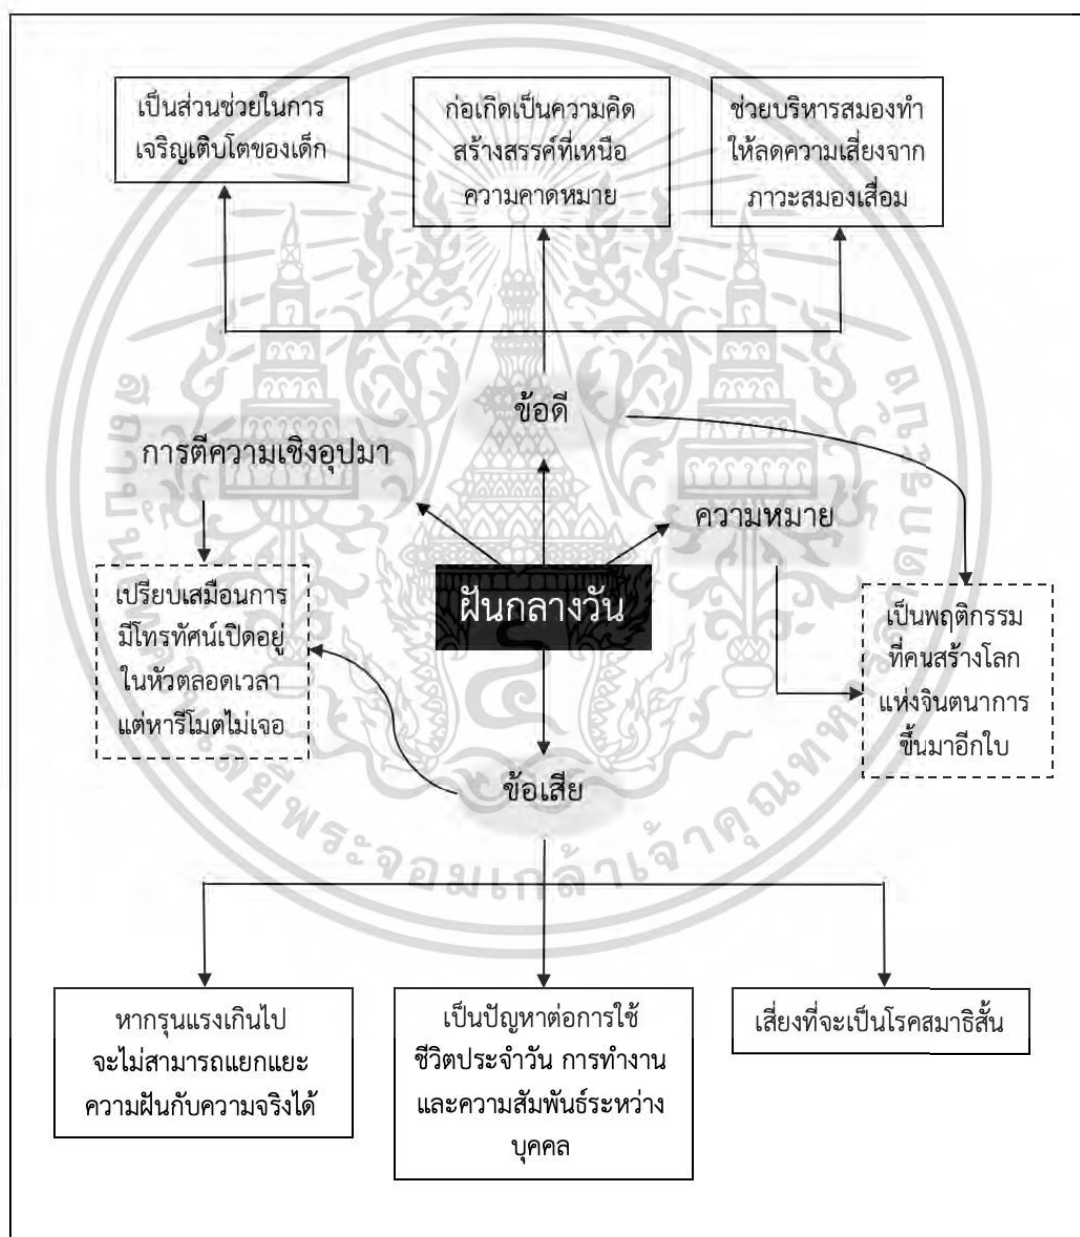 เป็นส่วนช่วยในการ
เจริญเติบโตของเด็ก
ก่อเกิดเป็นความคิด
สร้างสรรค์ที่เหนือ
ความคาดหมาย
ช่วยบริหารสมองทำ
ให้ลดความเสี่ยงจาก
ภาวะสมองเสื่อม
ข้อดี
การตีความเชิงอุปมา
ความหมาย
ฝันกลางวัน
เปรียบเสมือนการ
มีโทรทัศน์เปิดอยู่
ในหัวตลอดเวลา
แต่หารีโมตไม่เจอ
เป็นพฤติกรรม
ที่คนสร้างโลก
แห่งจินตนาการ
ขึ้นมาอีกใบ
ข้อเสีย
หากรุนแรงเกินไป
จะไม่สามารถแยกแยะ
ความฝันกับความจริงได้
เป็นปัญหาต่อการใช้
ชีวิตประจำวัน การทำงาน
และความสัมพันธ์ระหว่าง
บุคคล
เสี่ยงที่จะเป็นโรคสมาธิสั้น